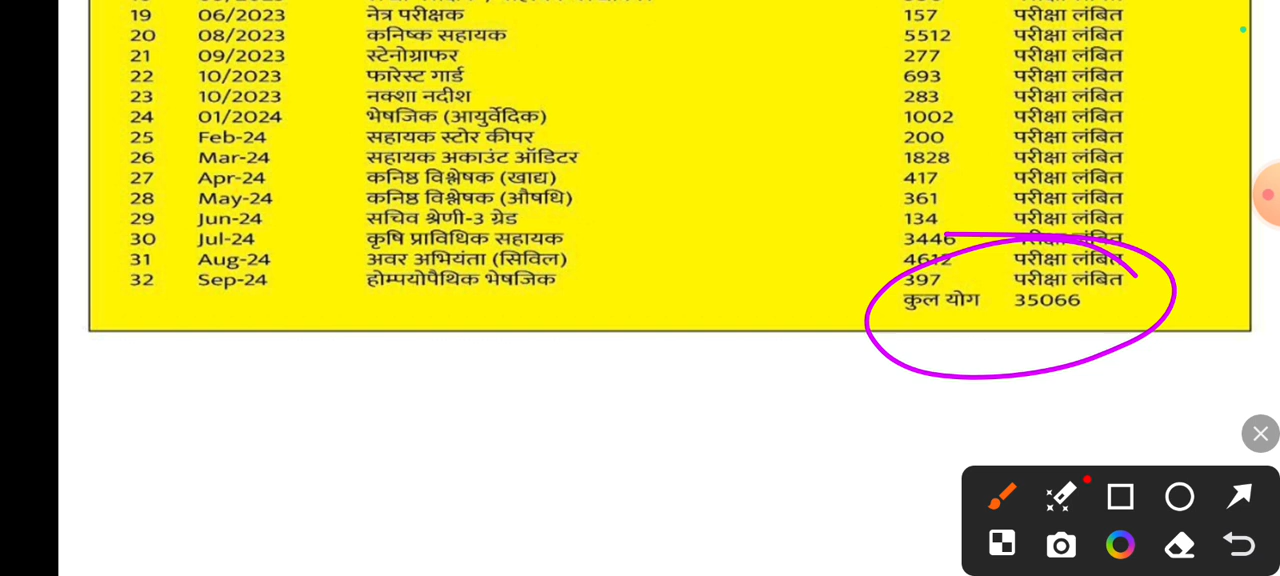 19 06/2023 नेत्र परीक्षक 157 परीक्षा लंबित
20 08/2023 कनिष्क सहायक 5512 परीक्षा लंबित
21 09/2023 स्टेनोग्राफर 277 परीक्षा लंबित
22 10/2023 फारेस्ट गार्ड 693 परीक्षा लंबित
23 10/2023 नक्शा नदीश 283 परीक्षा लंबित
24 01/2024 भेषजिक (आयुर्वेदिक) 1002 परीक्षा लंबित
25 Feb-24 सहायक स्टोर कीपर 200 परीक्षा लंबित
26 Mar-24 सहायक अकाउंट ऑडिटर 1828 परीक्षा लंबित
27 Apr-24 कनिष्ठ विश्लेषक (खाद्य) 417 परीक्षा लंबित
28 May-24 कनिष्ठ विश्लेषक (औषधि) 361 परीक्षा लंबित
29 Jun-24 सचिव श्रेणी-3 ग्रेड 134 परीक्षा लंबित
30 Jul-24 कृषि प्राविधिक सहायक 3446 परीक्षा लंबित
31 Aug-24 अवर अभियंता (सिविल) 4612 परीक्षा लंबित
32 Sep-24 होम्पयोपैथिक भेषजिक 397 परीक्षा लंबित
कुल योग 35066